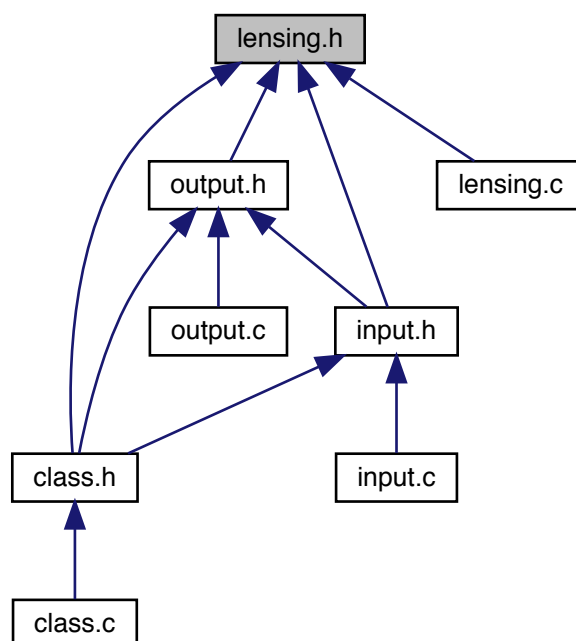 lensing.h
output.h
lensing.c
output.c
input.h
class.h
input.c
class.c